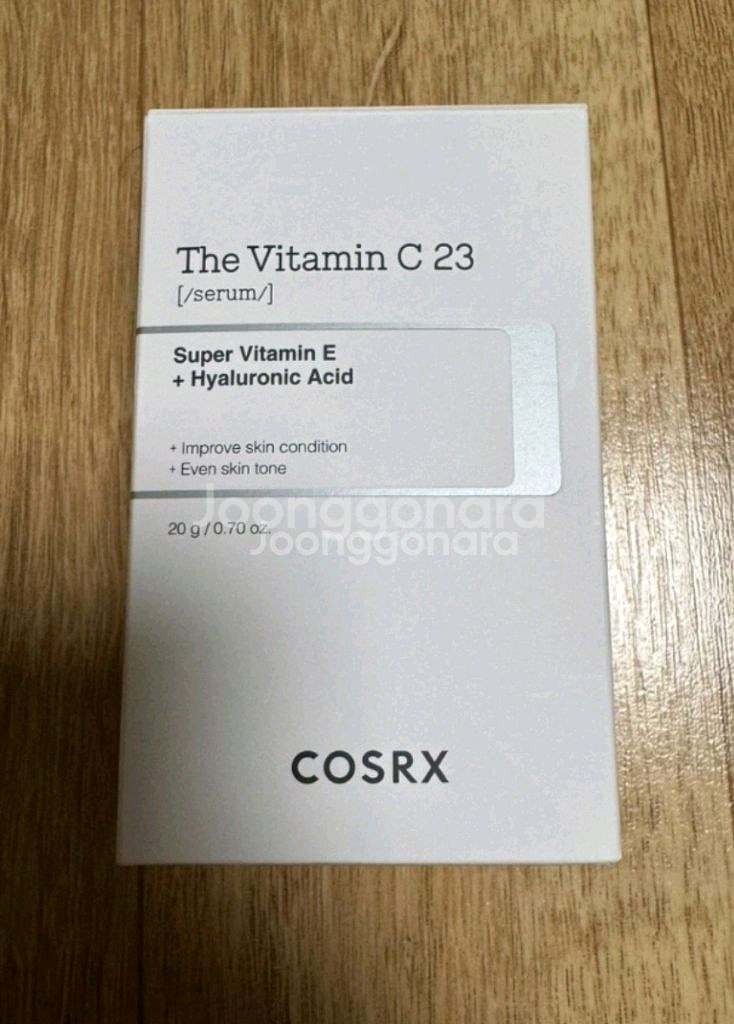 The Vitamin C 23
[/serum/]
Super Vitamin E
+ Hyaluronic Acid
+ Improve skin condition
+ Even skin tone
Joonggonara
20 g / 0.70 oz.
Joonggonara
COSRX